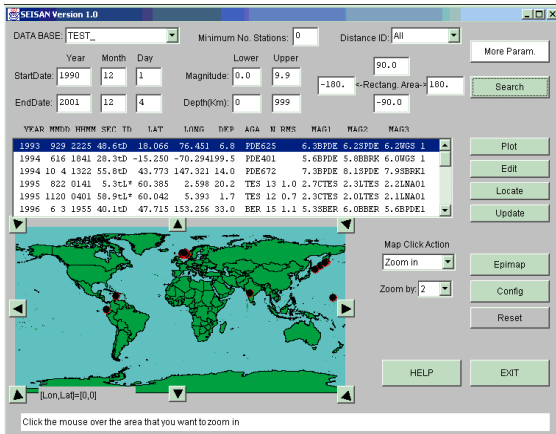 SEISAN Version 1.0
DATA BASE: TEST_ Minimum No. Stations: 0 Distance ID: All
More Param.
Year Month Day Lower Upper
StartDate: 1990 12 1 Magnitude: 0.0 9.9
90.0
-180. <-Rectang. Area-> 180.
-90.0
Search
EndDate: 2001 12 4 Depth(Km): 0 999
YEAR MMDD HHMM SEC ID LAT LONG DEP AGA N RMS MAG1 MAG2 MAG3
1993 929 2225 48.6tD 18.066 76.451 6.8 PDE625 6.3BPDE 6.2SPDE 6.2WGS 1
1994 616 1841 28.3tD -15.250 -70.294199.5 PDE401 5.6BPDE 5.8BBRK 6.0WGS 1
1994 10 4 1322 55.8tD 43.773 147.321 14.0 PDE672 7.3BPDE 8.1SPDE 7.9SBRK1
1995 822 0141 5.3tL* 60.385 2.598 20.2 TES 13 1.0 2.7CTES 2.3LTES 2.2LNA01
1995 1120 0401 58.9tL* 60.042 5.393 1.7 TES 12 0.7 2.3CTES 2.0LTES 2.1LNA01
1996 6 3 1955 40.1tD 47.715 153.256 33.0 BER 15 1.1 5.3SBER 6.0BBER 5.6BPDE1
Plot
Edit
Locate
Update
Map Click Action
Zoom in
Zoom by: 2
Epimap
Config
Reset
HELP
EXIT
[Lon,Lat]=[0,0]
Click the mouse over the area that you want to zoom in